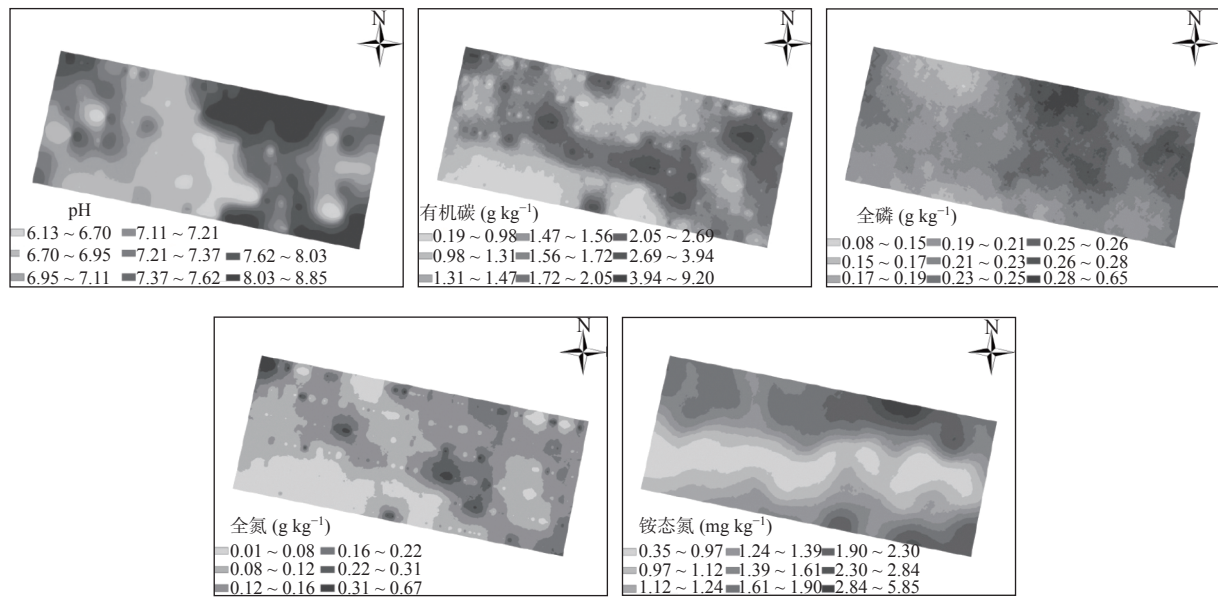 N
pH
6.13 ~ 6.70 7.11 ~ 7.21
6.70 ~ 6.95 7.21 ~ 7.37 7.62 ~ 8.03
6.95 ~ 7.11 7.37 ~ 7.62 8.03 ~ 8.85
N
有机碳 (g kg⁻¹)
0.19 ~ 0.98 1.47 ~ 1.56 2.05 ~ 2.69
0.98 ~ 1.31 1.56 ~ 1.72 2.69 ~ 3.94
1.31 ~ 1.47 1.72 ~ 2.05 3.94 ~ 9.20
N
全磷 (g kg⁻¹)
0.08 ~ 0.15 0.19 ~ 0.21 0.25 ~ 0.26
0.15 ~ 0.17 0.21 ~ 0.23 0.26 ~ 0.28
0.17 ~ 0.19 0.23 ~ 0.25 0.28 ~ 0.65
N
全氮 (g kg⁻¹)
0.01 ~ 0.08 0.16 ~ 0.22
0.08 ~ 0.12 0.22 ~ 0.31
0.12 ~ 0.16 0.31 ~ 0.67
N
铵态氮 (mg kg⁻¹)
0.35 ~ 0.97 1.24 ~ 1.39 1.90 ~ 2.30
0.97 ~ 1.12 1.39 ~ 1.61 2.30 ~ 2.84
1.12 ~ 1.24 1.61 ~ 1.90 2.84 ~ 5.85